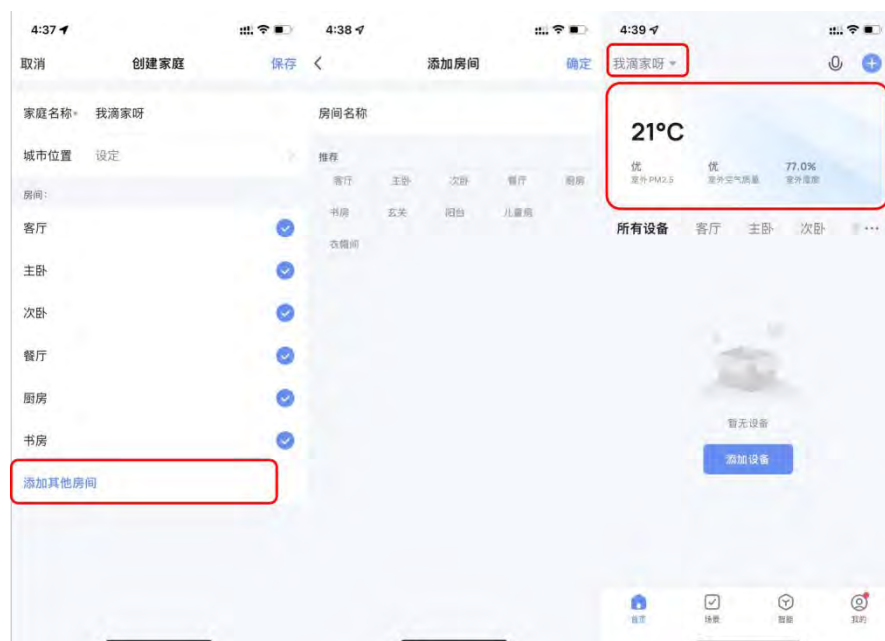 4:37
取消 创建家庭 保存
家庭名称* 我滴家呀
城市位置 设定
房间:
客厅
主卧
次卧
餐厅
厨房
书房
添加其他房间
4:38
添加房间 确定
房间名称
推荐
客厅 主卧 次卧 餐厅 厨房
书房 玄关 阳台 儿童房
衣帽间
4:39
我滴家呀
21°C
优 优 77.0%
室外PM2.5 室外空气质量 室外湿度
所有设备 客厅 主卧 次卧
暂无设备
添加设备
首页 场景 智能 我的